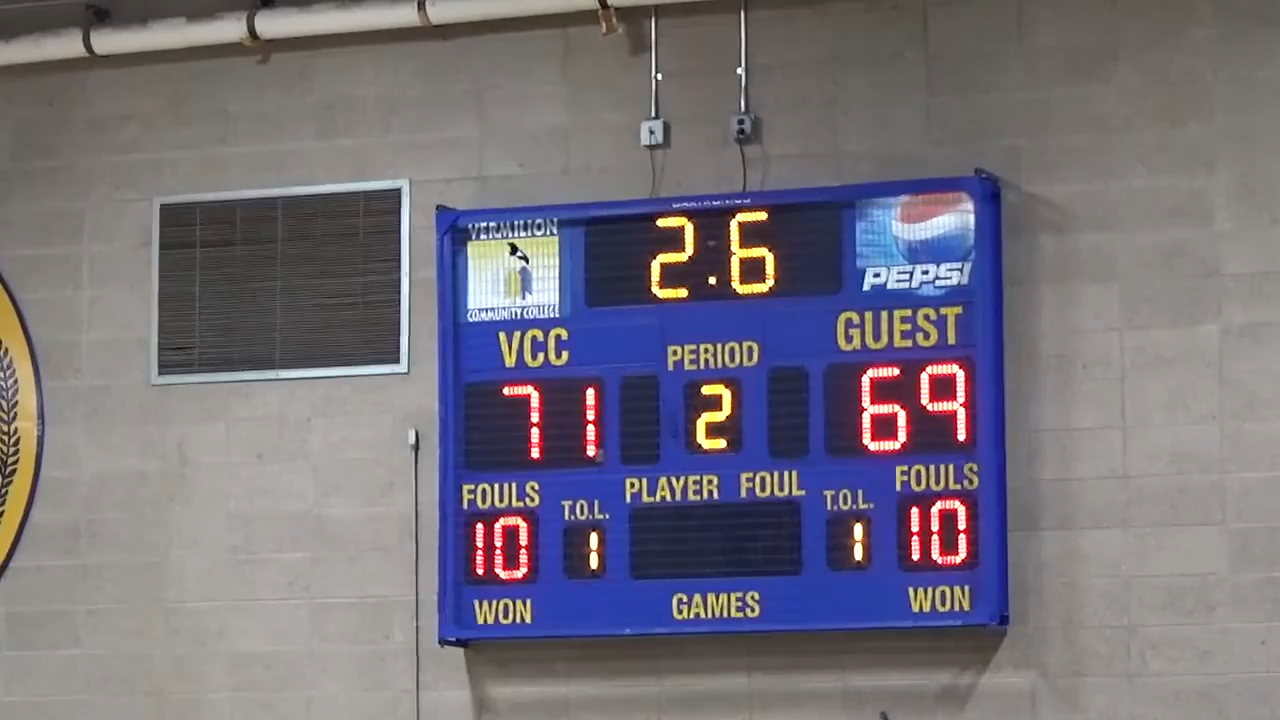 DAKTRONICS
VERMILION
COMMUNITY COLLEGE
2.6
PEPSI
VCC
PERIOD
GUEST
71
2
69
FOULS
T.O.L.
PLAYER FOUL
T.O.L.
FOULS
10
1
1
10
WON
GAMES
WON